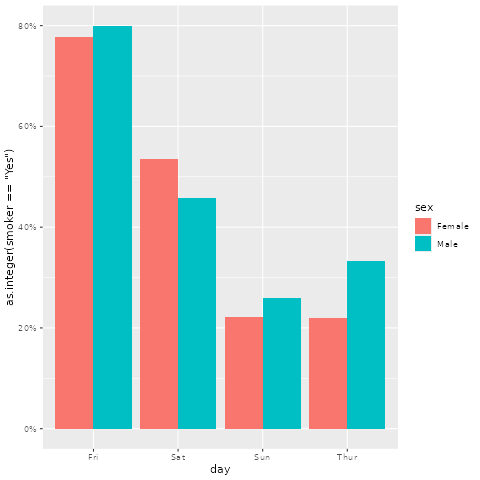 80%
60%
40%
20%
0%
as.integer(smoker == "Yes")
Fri Sat Sun Thur
day
sex
Female
Male